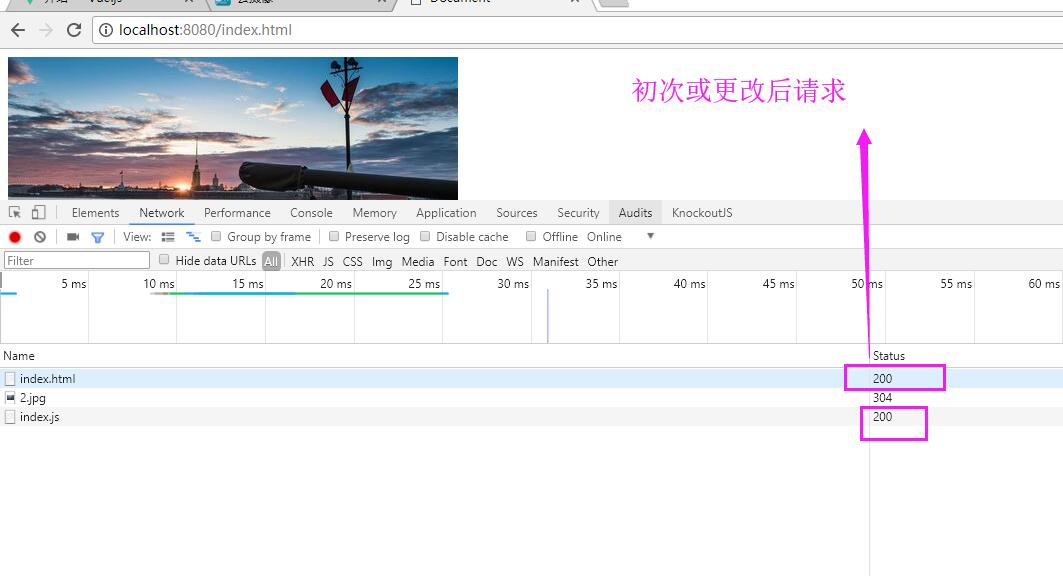 Document
localhost:8080/index.html
初次或更改后请求
Elements Network Performance Console Memory Application Sources Security Audits KnockoutJS
View: Group by frame Preserve log Disable cache Offline Online
Filter Hide data URLs All XHR JS CSS Img Media Font Doc WS Manifest Other
5 ms 10 ms 15 ms 20 ms 25 ms 30 ms 35 ms 40 ms 45 ms 50 ms 55 ms 60 ms
Name Status
index.html 200
2.jpg 304
index.js 200